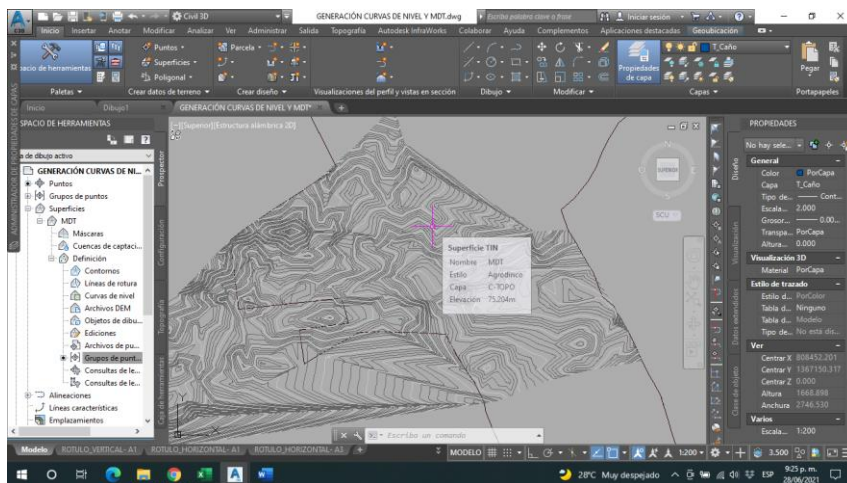 Civil 3D
GENERACIÓN CURVAS DE NIVEL Y MDT.dwg
Escriba palabra clave o frase
Iniciar sesión
Inicio Insertar Anotar Modificar Analizar Ver Administrar Salida Topografía Autodesk InfraWorks Colaborar Ayuda Complementos Aplicaciones destacadas Geoubicación
Puntos
Parcela
Superficies
Poligonal
Propiedades
de capa
T_Caño
Pegar
Paletas
Crear datos de terreno
Crear diseño
Visualizaciones del perfil y vistas en sección
Dibujo
Modificar
Capas
Portapapeles
Inicio
Dibujo1
GENERACIÓN CURVAS DE NIVEL Y MDT*
[-][Superior][Estructura alámbrica 2D]
GENERACIÓN CURVAS DE NI...
Puntos
Grupos de puntos
Superficies
MDT
Máscaras
Cuencas de captaci...
Definición
Contornos
Líneas de rotura
Curvas de nivel
Archivos DEM
Objetos de dibu...
Ediciones
Archivos de pu...
Grupos de punt...
Consultas de le...
Consultas de le...
Alineaciones
Líneas características
Emplazamientos
Prospector
Configuración
Topografía
Caja de herramientas
SUPERIOR
SCU
Superficie TIN
Nombre MDT
Estilo Agrodinco
Capa C-TOPO
Elevación 75.204m
Escriba un comando
PROPIEDADES
No hay sele...
General
Color PorCapa
Capa T_Caño
Tipo de... Cont...
Escala... 2.000
Grosor... 0.00...
Transpa... PorCapa
Altura... 0.000
Visualización 3D
Material PorCapa
Estilo de trazado
Estilo d... PorColor
Tabla d... Ninguno
Tabla d... Modelo
Tipo de... No está dis...
Ver
Centrar X 808452.201
Centrar Y 1367150.317
Centrar Z 0.000
Altura 1668.898
Anchura 2746.530
Varios
Escala... 1:200
Diseño
Visualización
Datos extendidos
Clase de objeto
Modelo
ROTULO_VERTICAL- A1
ROTULO_HORIZONTAL- A1
ROTULO_HORIZONTAL- A3
MODELO
1:200
3.500
28°C Muy despejado
ESP
9:25 p. m.
28/06/2021